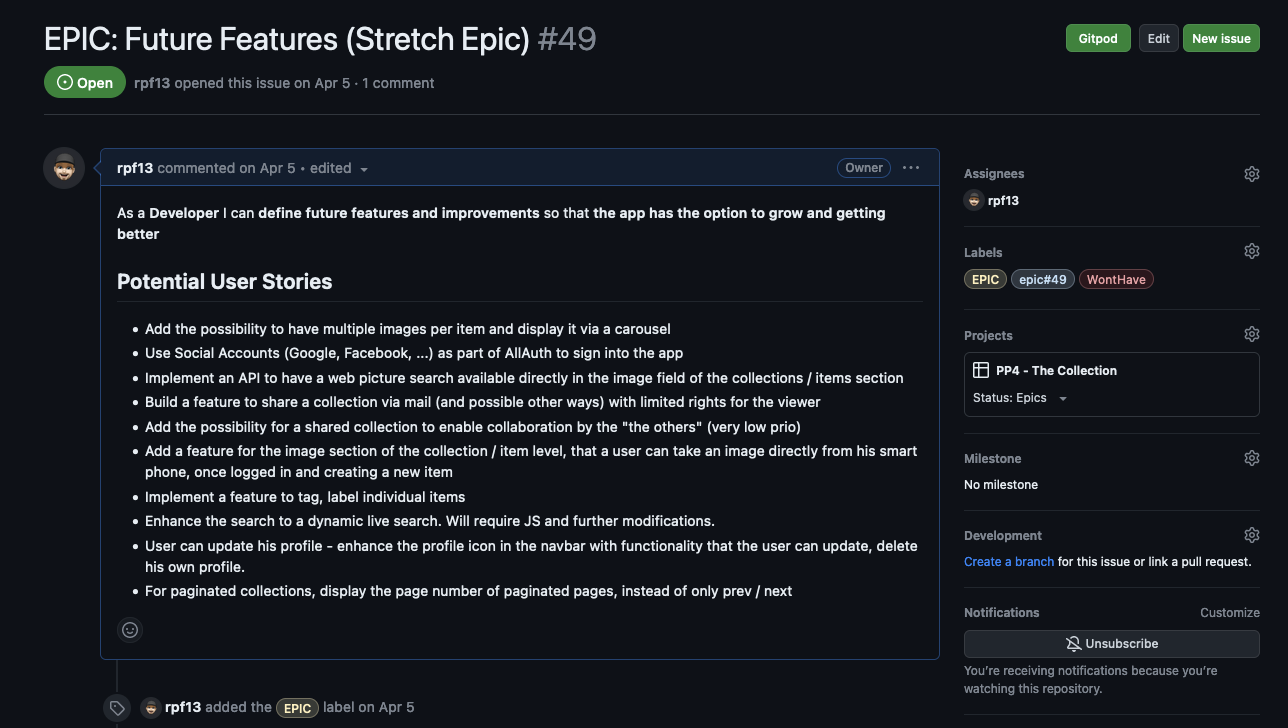 EPIC: Future Features (Stretch Epic) #49
Gitpod
Edit
New issue
Open
rpf13 opened this issue on Apr 5 · 1 comment
rpf13 commented on Apr 5 • edited
Owner
As a Developer I can define future features and improvements so that the app has the option to grow and getting
better
Potential User Stories
• Add the possibility to have multiple images per item and display it via a carousel
• Use Social Accounts (Google, Facebook, ...) as part of AllAuth to sign into the app
• Implement an API to have a web picture search available directly in the image field of the collections / items section
• Build a feature to share a collection via mail (and possible other ways) with limited rights for the viewer
• Add the possibility for a shared collection to enable collaboration by the "the others" (very low prio)
• Add a feature for the image section of the collection / item level, that a user can take an image directly from his smart
phone, once logged in and creating a new item
• Implement a feature to tag, label individual items
• Enhance the search to a dynamic live search. Will require JS and further modifications.
• User can update his profile - enhance the profile icon in the navbar with functionality that the user can update, delete
his own profile.
• For paginated collections, display the page number of paginated pages, instead of only prev / next
rpf13 added the EPIC label on Apr 5
Assignees
rpf13
Labels
EPIC
epic#49
WontHave
Projects
PP4 - The Collection
Status: Epics
Milestone
No milestone
Development
Create a branch for this issue or link a pull request.
Notifications
Customize
Unsubscribe
You're receiving notifications because you're
watching this repository.